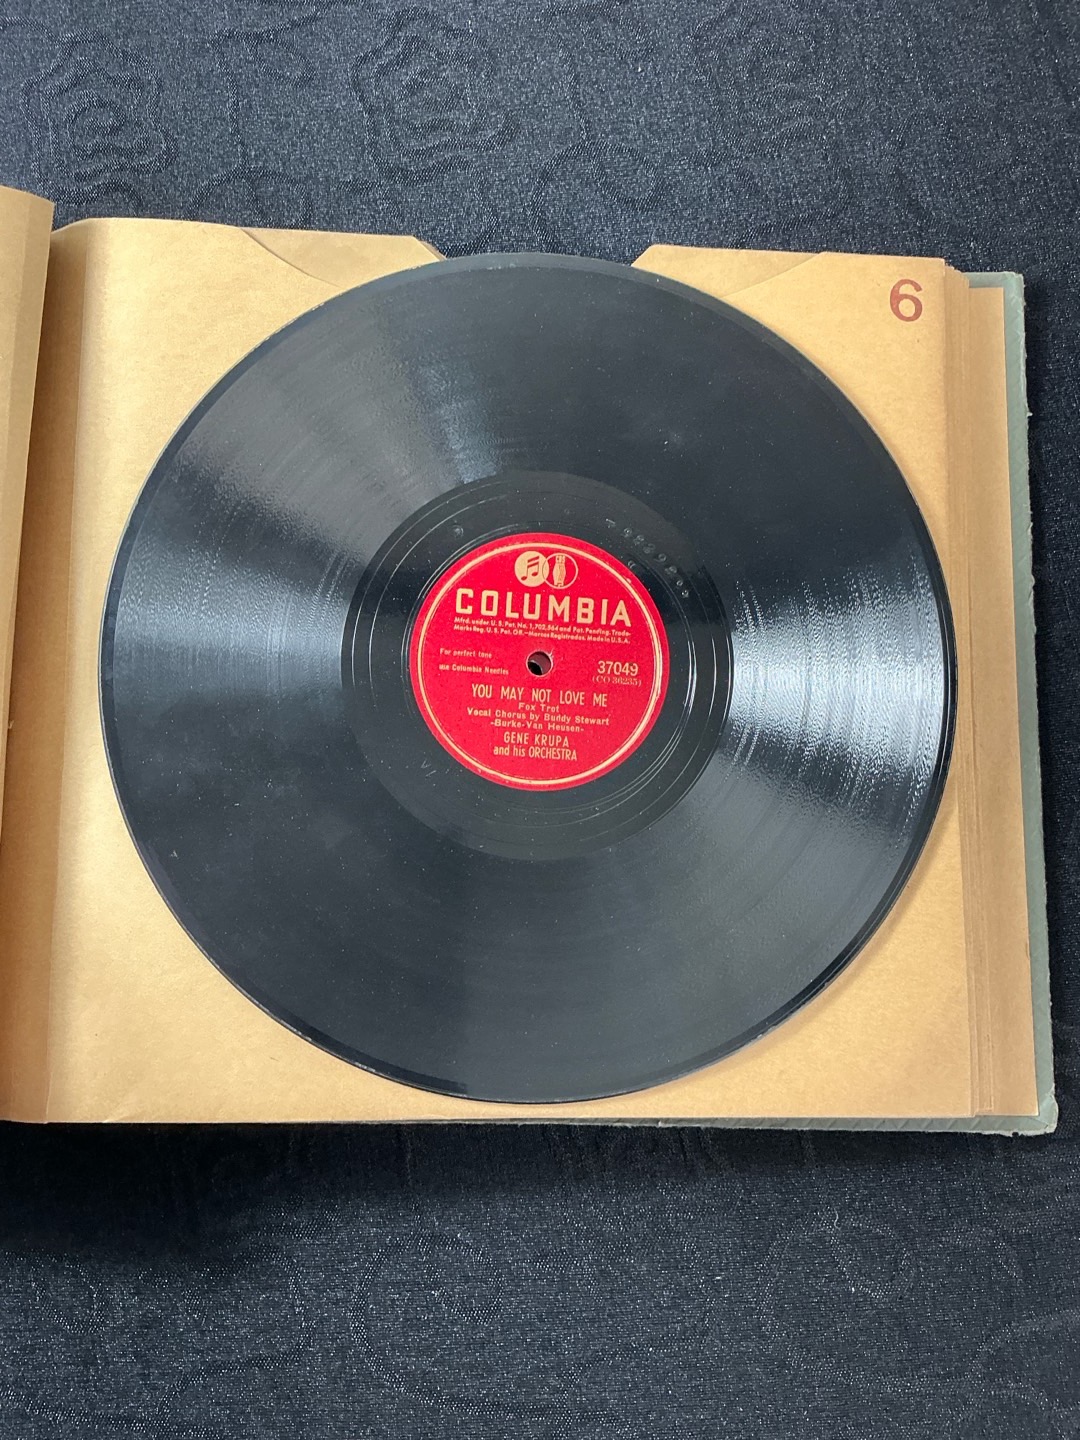 6
COLUMBIA
Mfrd. under U. S. Pat. No. 1,702,564 and Pat. Pending. Trade-
Marks Reg. U. S. Pat. Off.—Marcas Registradas. Made in U.S.A.
For perfect tone
use Columbia Needles
37049
(CO 36235)
YOU MAY NOT LOVE ME
Fox Trot
Vocal Chorus by Buddy Stewart
-Burke-Van Heusen-
GENE KRUPA
and his ORCHESTRA